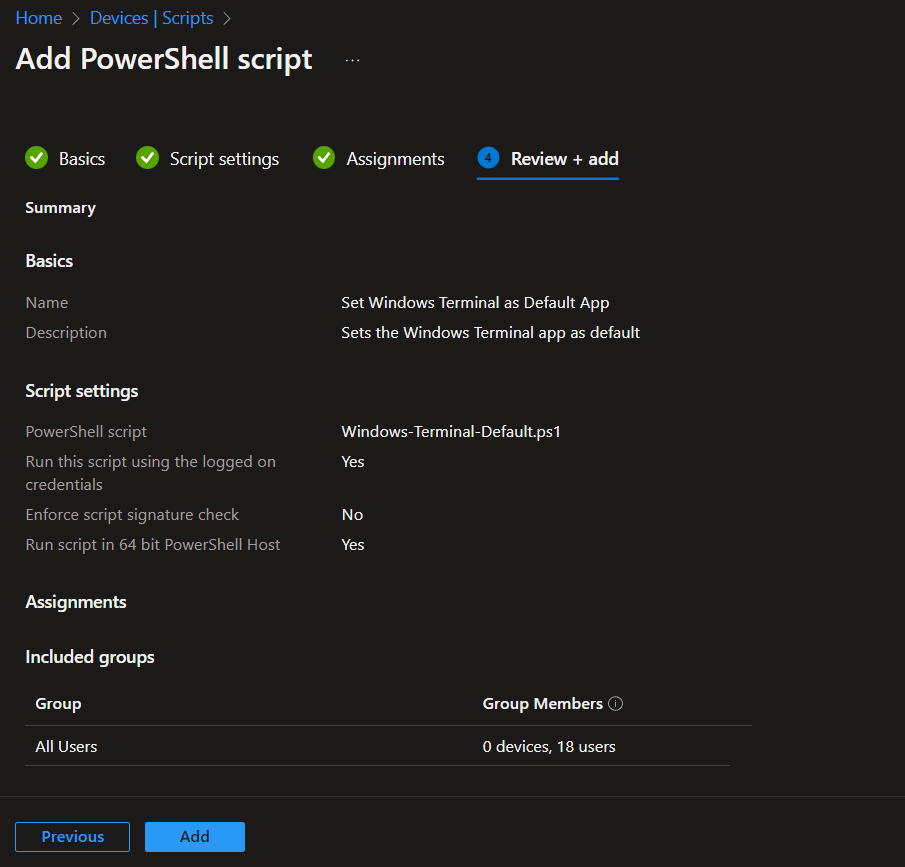 Home > Devices | Scripts >
Add PowerShell script ...
Basics Script settings Assignments 4 Review + add
Summary
Basics
Name Set Windows Terminal as Default App
Description Sets the Windows Terminal app as default
Script settings
PowerShell script Windows-Terminal-Default.ps1
Run this script using the logged on Yes
credentials
Enforce script signature check No
Run script in 64 bit PowerShell Host Yes
Assignments
Included groups
Group Group Members
All Users 0 devices, 18 users
Previous Add